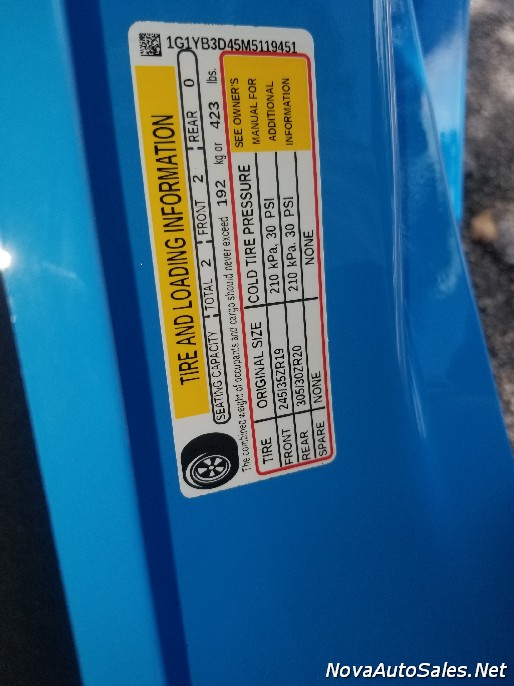 1G1YB3D45M5119451
TIRE AND LOADING INFORMATION
SEATING CAPACITY TOTAL 2 FRONT 2 REAR 0
The combined weight of occupants and cargo should never exceed 192 kg or 423 lbs.
TIRE ORIGINAL SIZE COLD TIRE PRESSURE
FRONT 245/35ZR19 210 kPa, 30 PSI
REAR 305/30ZR20 210 kPa, 30 PSI
SPARE NONE NONE
SEE OWNER'S
MANUAL FOR
ADDITIONAL
INFORMATION
NovaAutoSales.Net